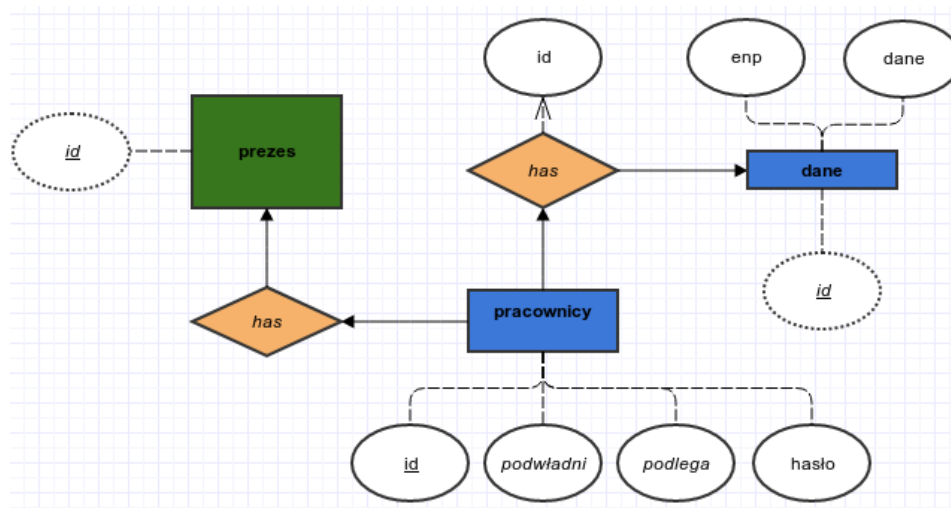 id
enp
dane
id
prezes
has
dane
id
has
pracownicy
id
podwładni
podlega
hasło